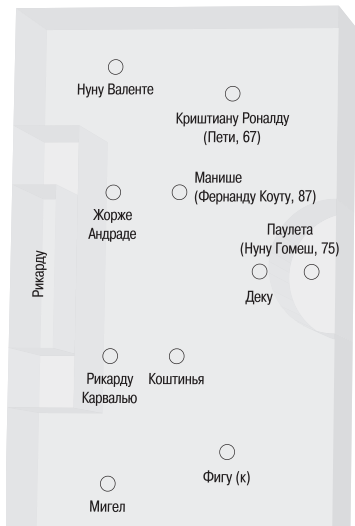 Нуну Валенте
Криштиану Роналду
(Пети, 67)
Манише
(Фернанду Коуту, 87)
Жорже
Андраде
Паулета
(Нуну Гомеш, 75)
Рикарду
Деку
Рикарду
Карвалью
Коштинья
Фигу (к)
Мигел